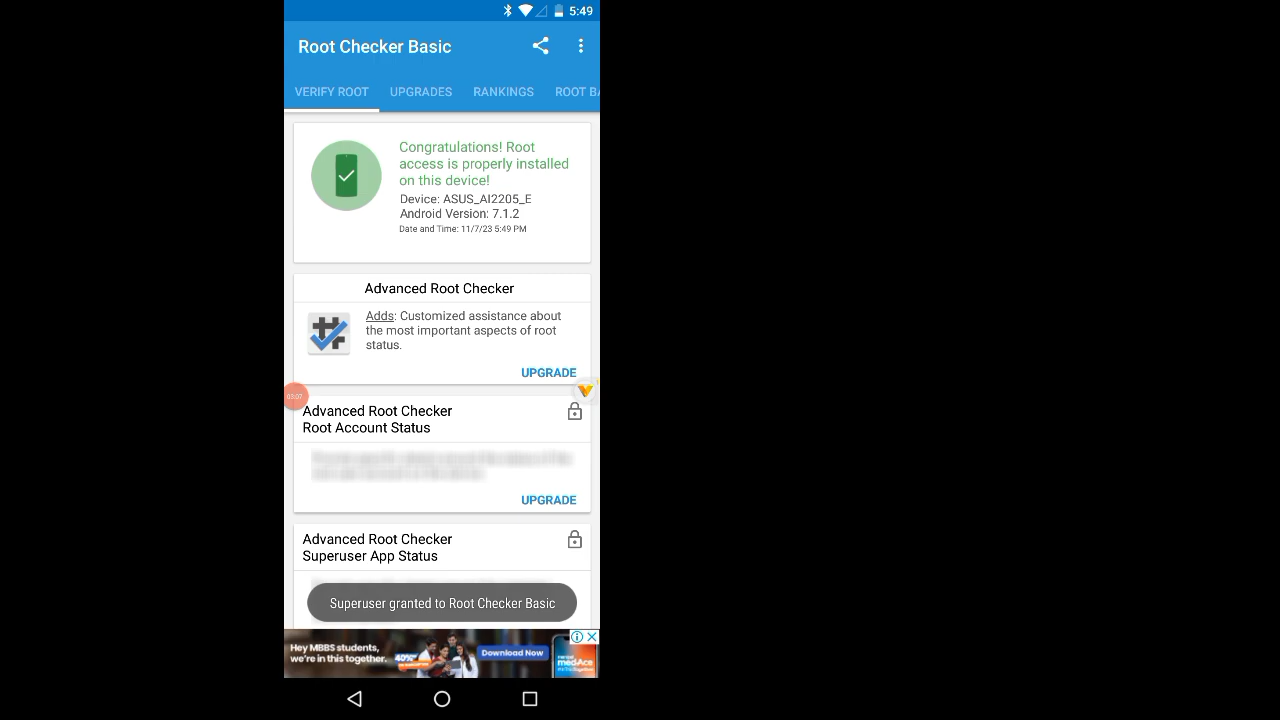 5:49
Root Checker Basic
VERIFY ROOT UPGRADES RANKINGS ROOT BA
Congratulations! Root
access is properly installed
on this device!
Device: ASUS_AI2205_E
Android Version: 7.1.2
Date and Time: 11/7/23 5:49 PM
Advanced Root Checker
Adds: Customized assistance about
the most important aspects of root
status.
UPGRADE
03:07
Advanced Root Checker
Root Account Status
UPGRADE
Advanced Root Checker
Superuser App Status
Superuser granted to Root Checker Basic
Hey MBBS students,
we're in this together.
40%
Download Now
medAce